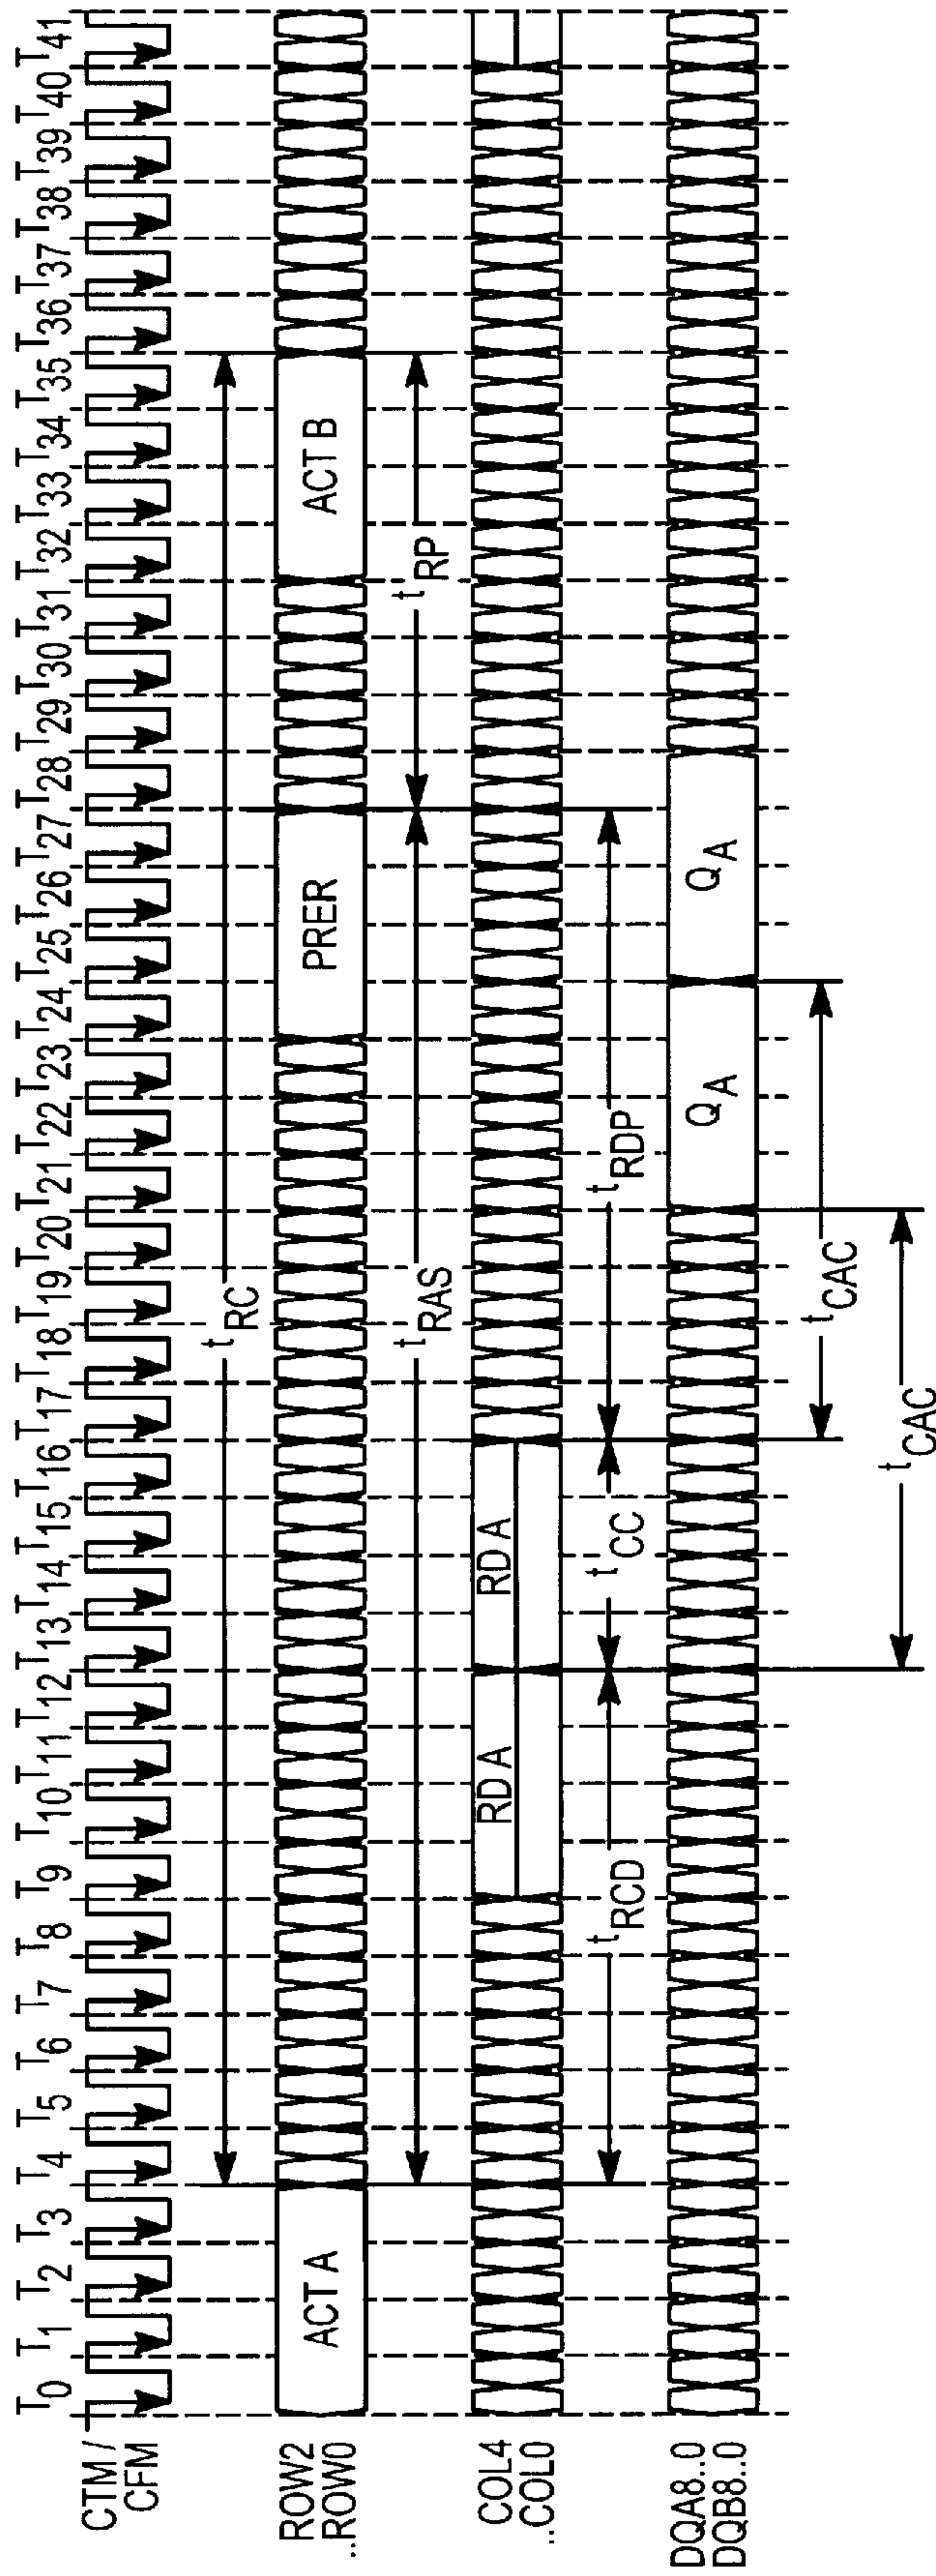 T0 T1 T2 T3 T4 T5 T6 T7 T8 T9 T10 T11 T12 T13 T14 T15 T16 T17 T18 T19 T20 T21 T22 T23 T24 T25 T26 T27 T28 T29 T30 T31 T32 T33 T34 T35 T36 T37 T38 T39 T40 T41
CTM /
CFM
tRC
ROW2
..ROW0
ACT A PRER ACT B
tRAS tRP
COL4
..COL0
RD A RD A
tRCD tCC tRDP
DQA8..0
DQB8..0
QA QA
tCAC
tCAC